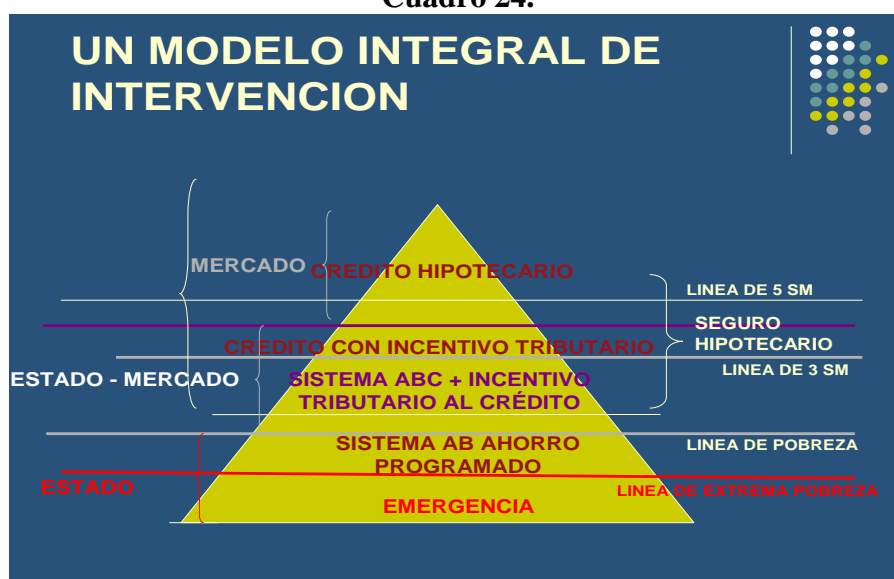 Cuadro 24.
UN MODELO INTEGRAL DE
INTERVENCION
MERCADO
CREDITO HIPOTECARIO
LINEA DE 5 SM
SEGURO
HIPOTECARIO
CREDITO CON INCENTIVO TRIBUTARIO
LINEA DE 3 SM
ESTADO - MERCADO
SISTEMA ABC + INCENTIVO
TRIBUTARIO AL CRÉDITO
SISTEMA AB AHORRO
PROGRAMADO
LINEA DE POBREZA
ESTADO
LINEA DE EXTREMA POBREZA
EMERGENCIA